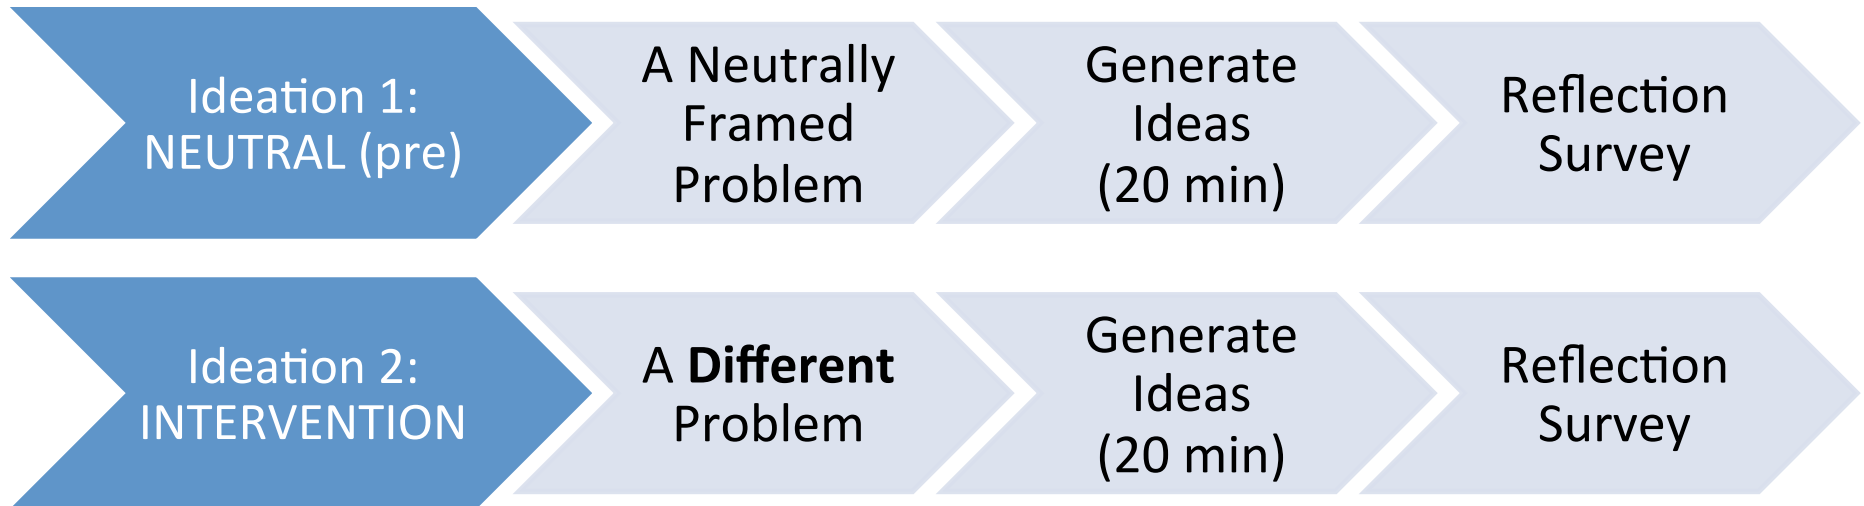 Ideation 1:
NEUTRAL (pre)
A Neutrally
Framed
Problem
Generate
Ideas
(20 min)
Reflection
Survey
Ideation 2:
INTERVENTION
A Different
Problem
Generate
Ideas
(20 min)
Reflection
Survey